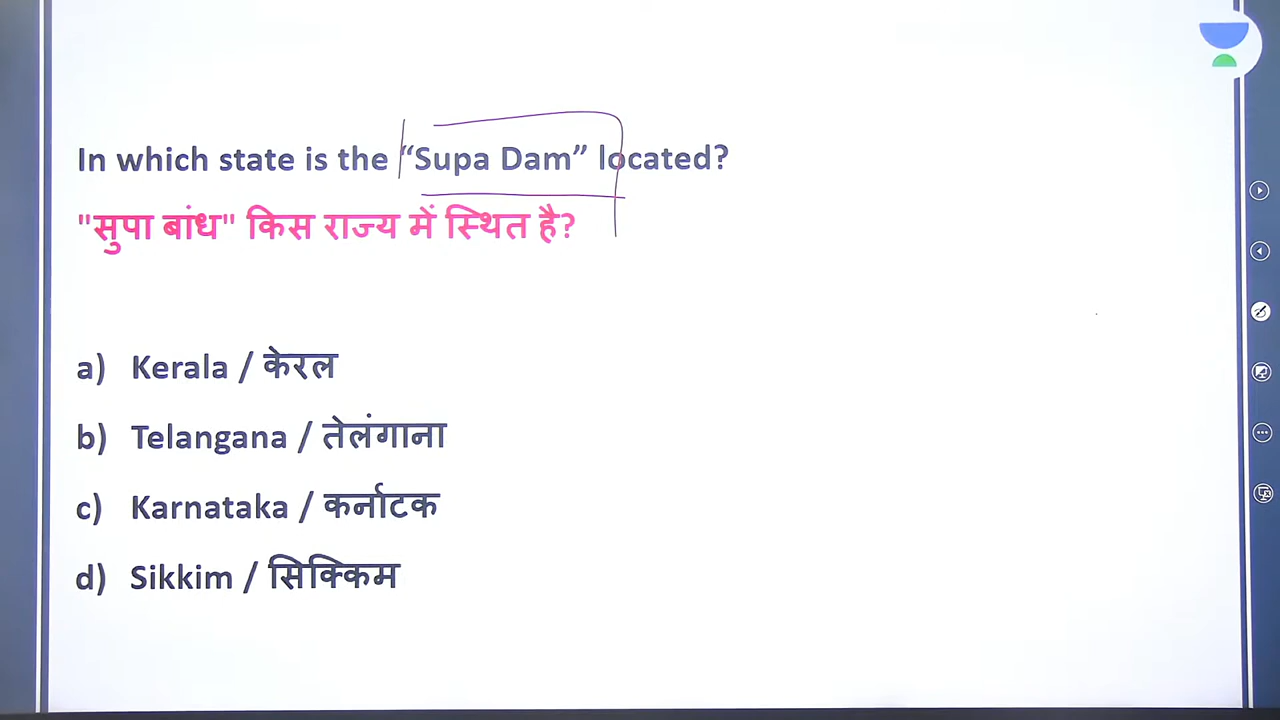 In which state is the “Supa Dam” located?
"सुपा बांध" किस राज्य में स्थित है?
a) Kerala / केरल
b) Telangana / तेलंगाना
c) Karnataka / कर्नाटक
d) Sikkim / सिक्किम